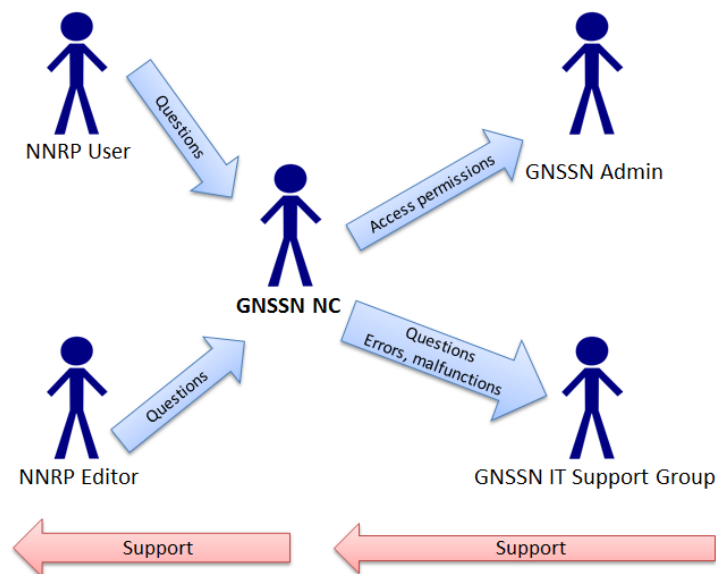 NNRP User
Questions
GNSSN Admin
Access permissions
GNSSN NC
Questions
Errors, malfunctions
Questions
NNRP Editor
GNSSN IT Support Group
Support
Support